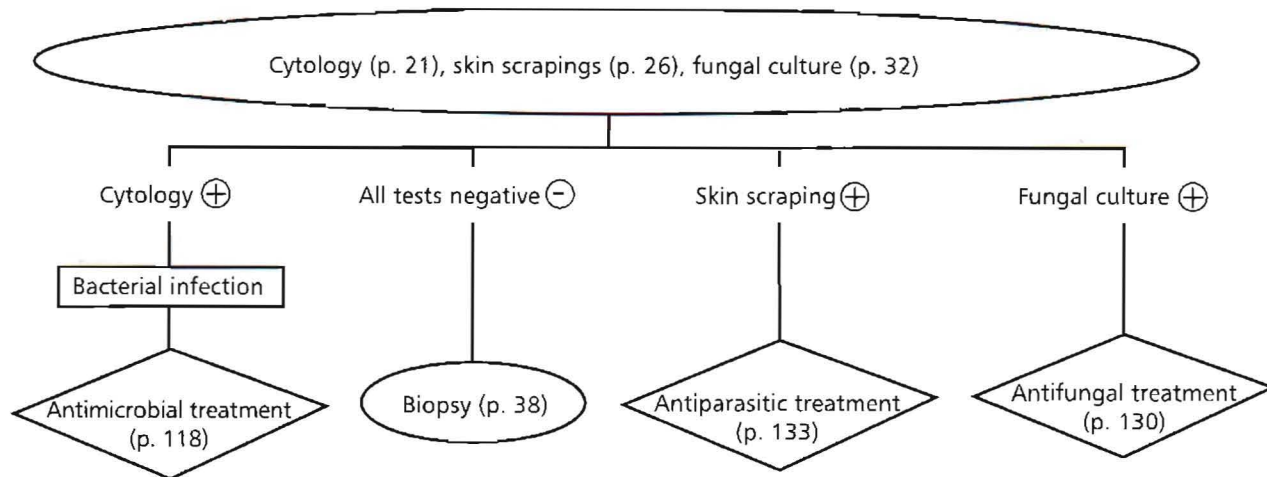 Cytology (p. 21), skin scrapings (p. 26), fungal culture (p. 32)
Cytology ⊕
All tests negative ⊖
Skin scraping ⊕
Fungal culture ⊕
Bacterial infection
Antimicrobial treatment
(p. 118)
Biopsy (p. 38)
Antiparasitic treatment
(p. 133)
Antifungal treatment
(p. 130)